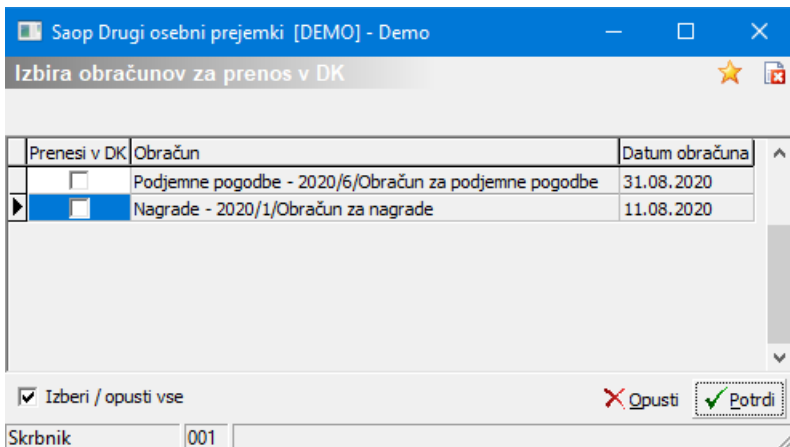 Saop Drugi osebni prejemki [DEMO] - Demo
Izbira obračunov za prenos v DK
Prenesi v DK Obračun Datum obračuna
Podjemne pogodbe - 2020/6/Obračun za podjemne pogodbe 31.08.2020
Nagrade - 2020/1/Obračun za nagrade 11.08.2020
Izberi / opusti vse Opusti Potrdi
Skrbnik 001